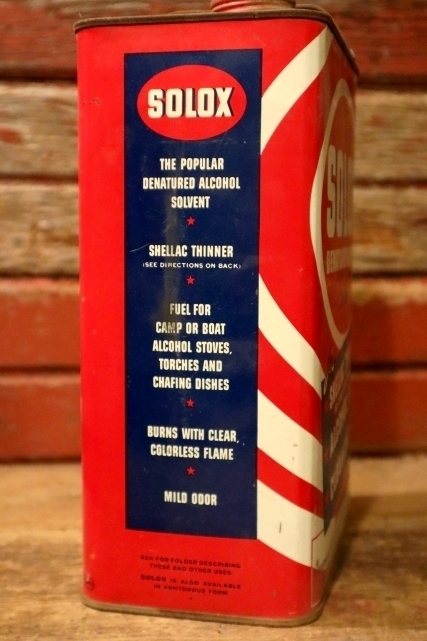 SOLOX
THE POPULAR
DENATURED ALCOHOL
SOLVENT
SHELLAC THINNER
(SEE DIRECTIONS ON BACK)
FUEL FOR
CAMP OR BOAT
ALCOHOL STOVES,
TORCHES AND
CHAFING DISHES
BURNS WITH CLEAR,
COLORLESS FLAME
MILD ODOR
ASK FOR FOLDER DESCRIBING
THESE AND OTHER USES.
SOLOX IS ALSO AVAILABLE
IN ANHYDROUS FORM